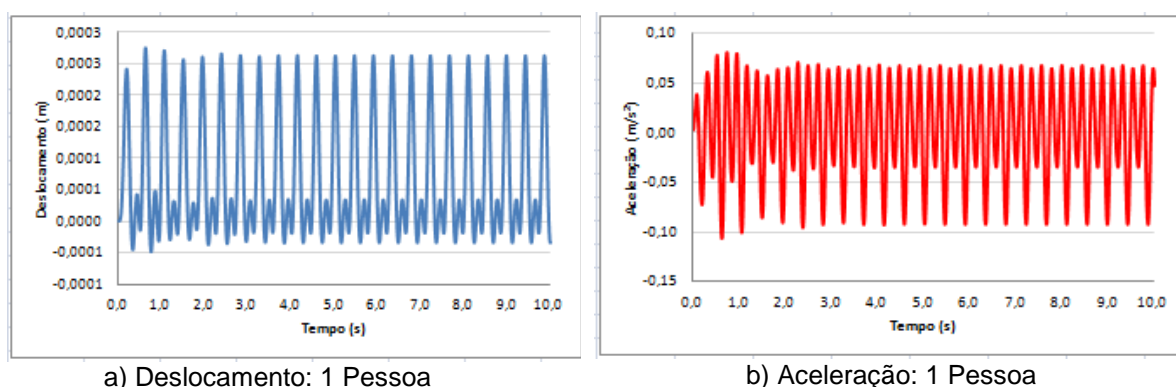 0,0003
0,0003
0,0002
0,0002
0,0001
0,0001
0,0000
-0,0001
-0,0001
Deslocamento (m)
0,0 1,0 2,0 3,0 4,0 5,0 6,0 7,0 8,0 9,0 10,0
Tempo (s)
a) Deslocamento: 1 Pessoa
0,10
0,05
0,00
-0,05
-0,10
-0,15
Aceleração (m/s²)
0,0 1,0 2,0 3,0 4,0 5,0 6,0 7,0 8,0 9,0 10,0
Tempo (s)
b) Aceleração: 1 Pessoa